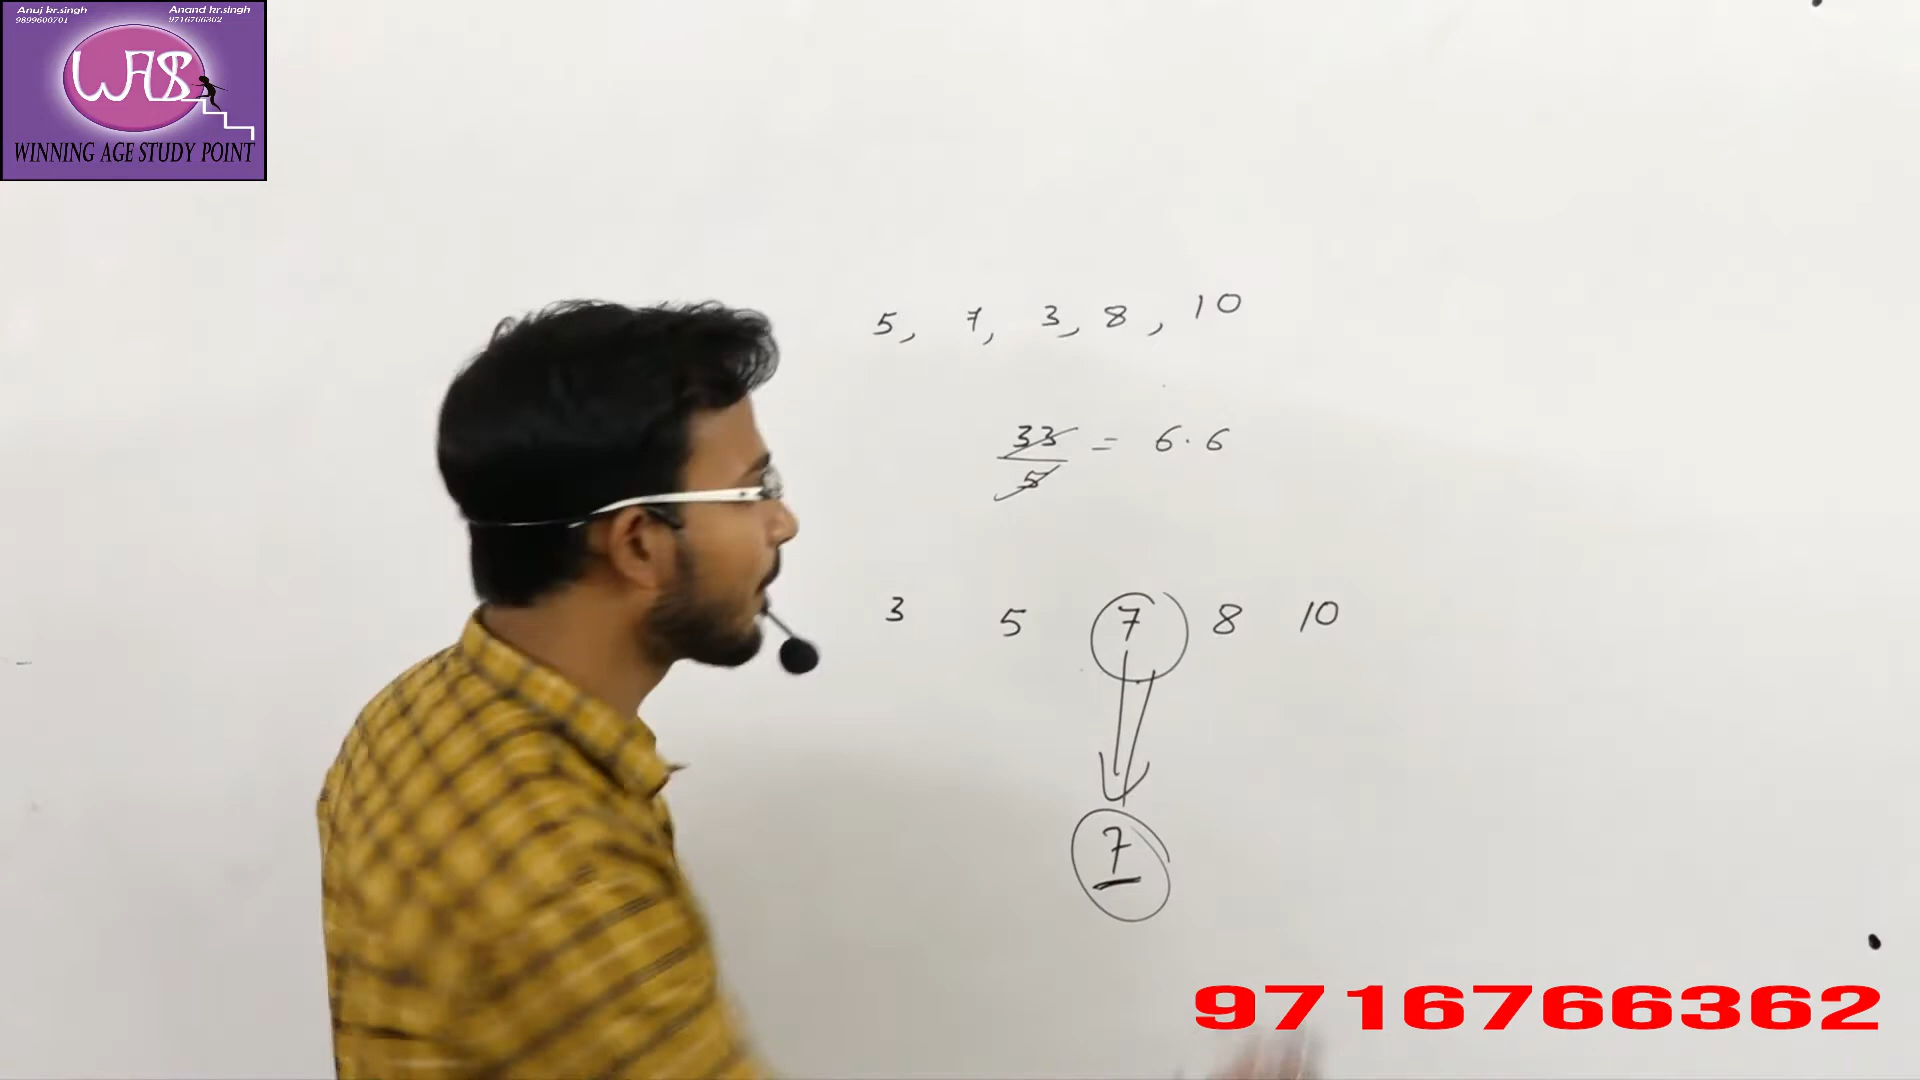 Anuj kr.singh Anand kr.singh
9899600701 9716766362
WAS
WINNING AGE STUDY POINT
5, 7, 3, 8, 10
33/5 = 6.6
3 5 7 8 10
7
9716766362